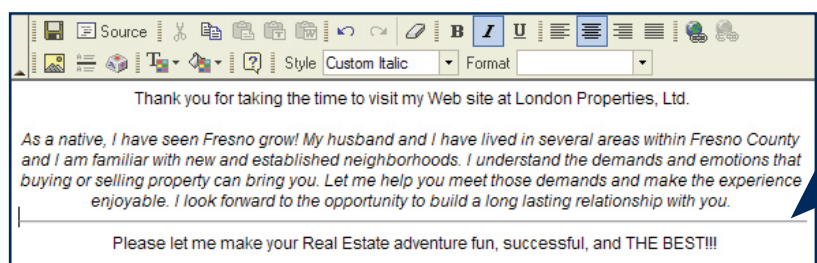 Source B I U
Style Custom Italic Format
Thank you for taking the time to visit my Web site at London Properties, Ltd.
As a native, I have seen Fresno grow! My husband and I have lived in several areas within Fresno County
and I am familiar with new and established neighborhoods. I understand the demands and emotions that
buying or selling property can bring you. Let me help you meet those demands and make the experience
enjoyable. I look forward to the opportunity to build a long lasting relationship with you.
Please let me make your Real Estate adventure fun, successful, and THE BEST!!!